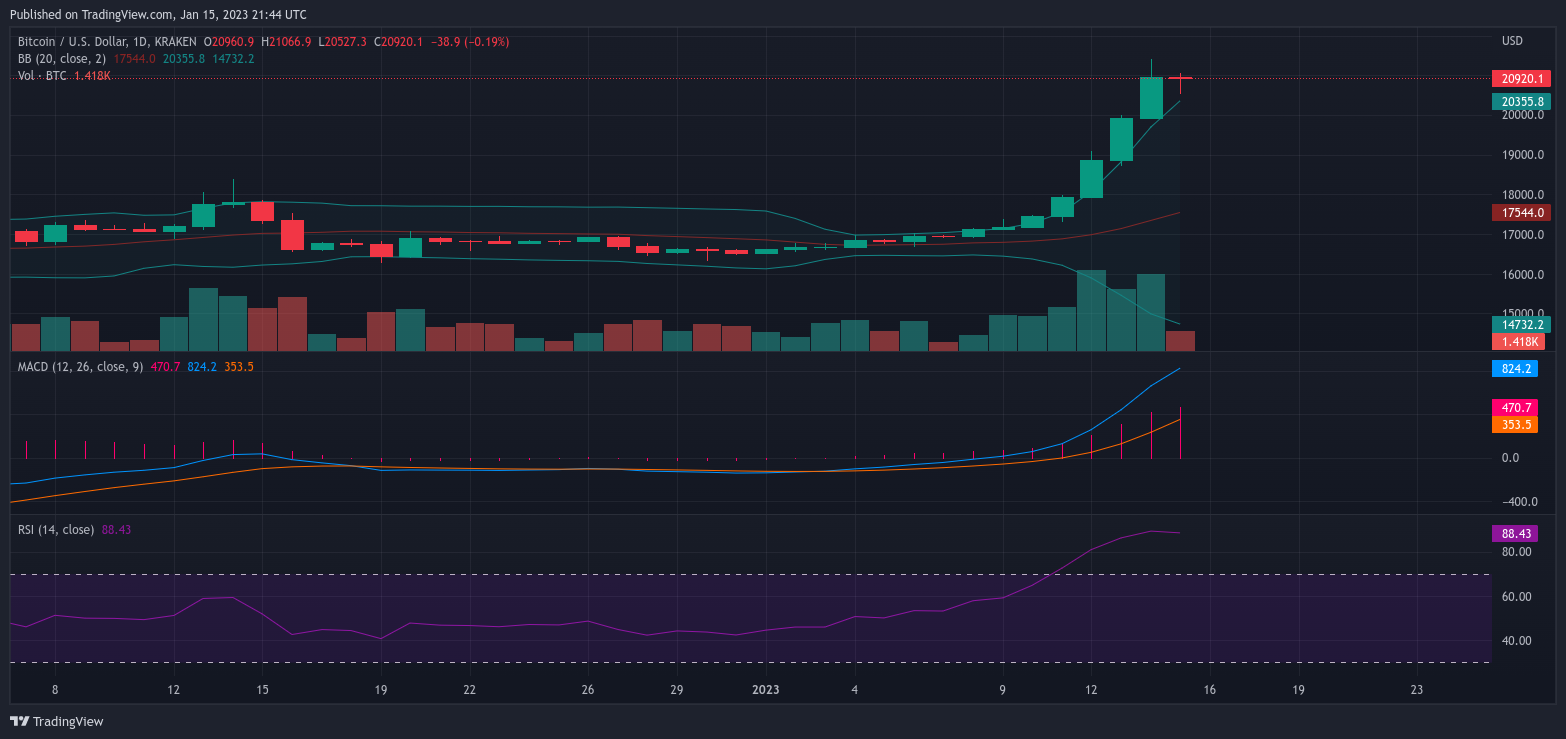 Published on TradingView.com, Jan 15, 2023 21:44 UTC
Bitcoin / U.S. Dollar, 1D, KRAKEN O20960.9 H21066.9 L20527.3 C20920.1 −38.9 (−0.19%)
BB (20, close, 2) 17544.0 20355.8 14732.2
Vol · BTC 1.418K
USD
20920.1
20355.8
20000.0
19000.0
18000.0
17544.0
17000.0
16000.0
15000.0
14732.2
1.418K
MACD (12, 26, close, 9) 470.7 824.2 353.5
824.2
470.7
353.5
0.0
−400.0
RSI (14, close) 88.43
88.43
80.00
60.00
40.00
8 12 15 19 22 26 29 2023 4 9 12 16 19 23
TradingView